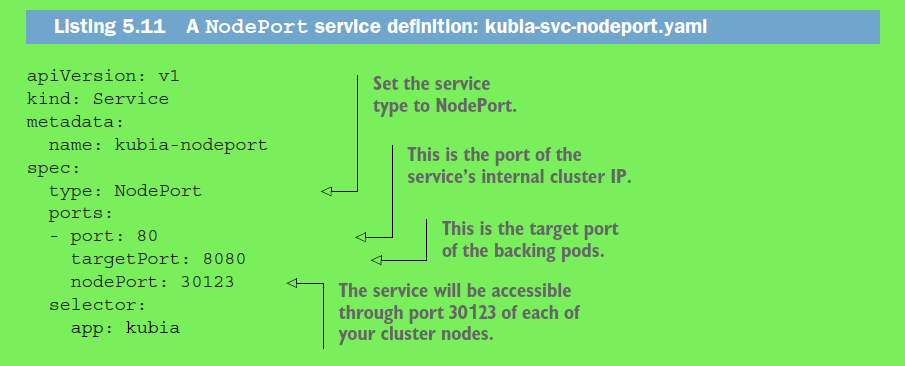 Listing 5.11 A NodePort service definition: kubia-svc-nodeport.yaml
apiVersion: v1
kind: Service
metadata:
  name: kubia-nodeport
spec:
  type: NodePort
  ports:
  - port: 80
    targetPort: 8080
    nodePort: 30123
  selector:
    app: kubia
Set the service
type to NodePort.
This is the port of the
service's internal cluster IP.
This is the target port
of the backing pods.
The service will be accessible
through port 30123 of each of
your cluster nodes.